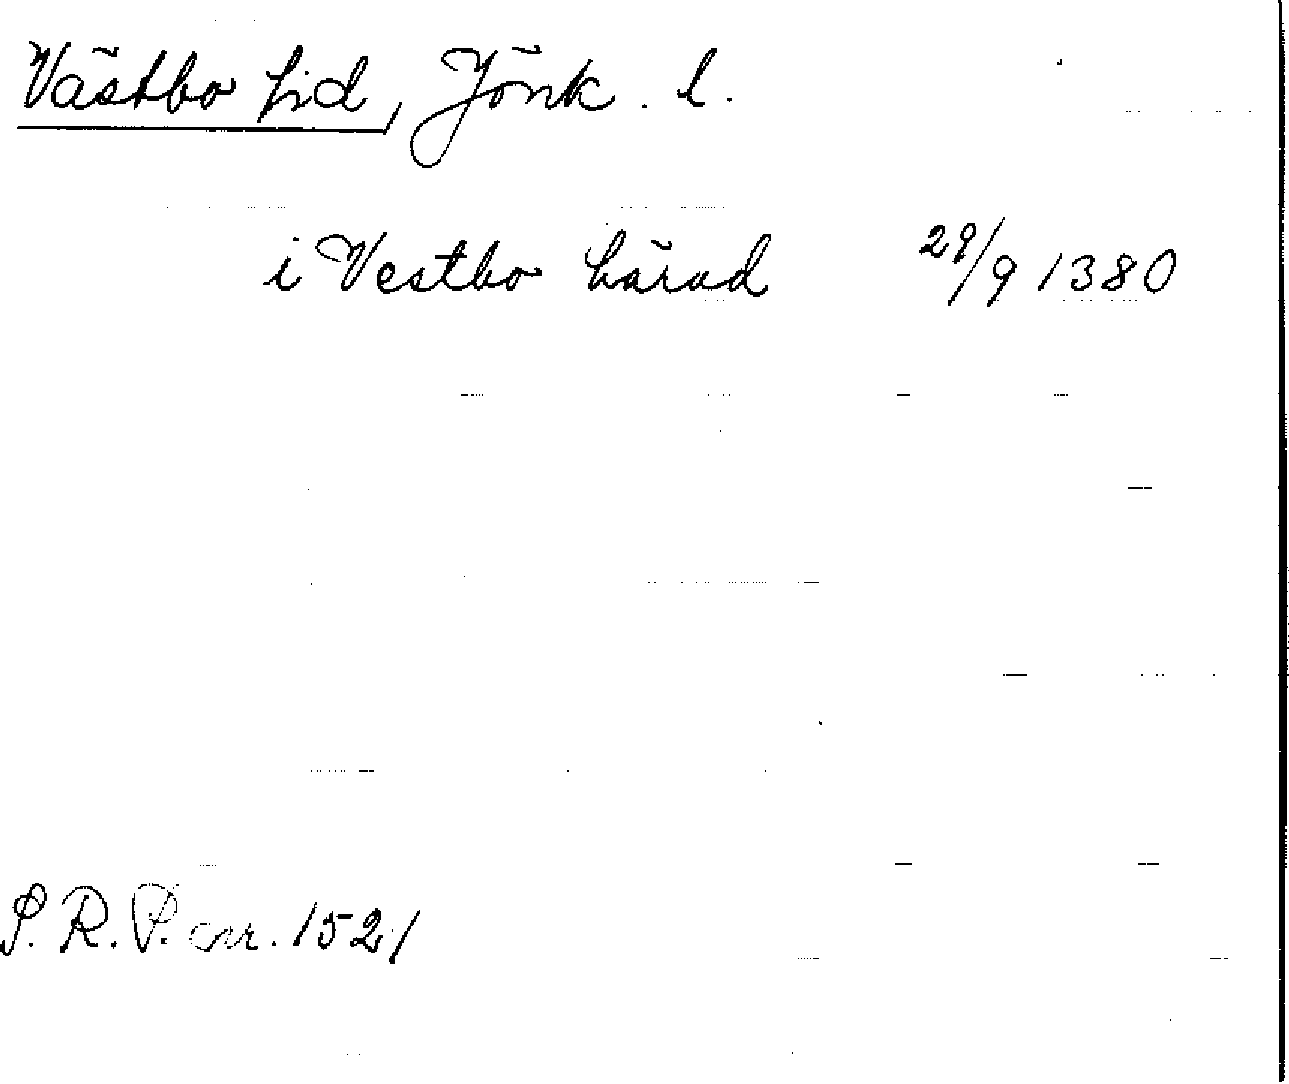 Västbo hd, Jönk. l.
i Vestbo härad 29/9 1380
S. R. P. nr. 1521